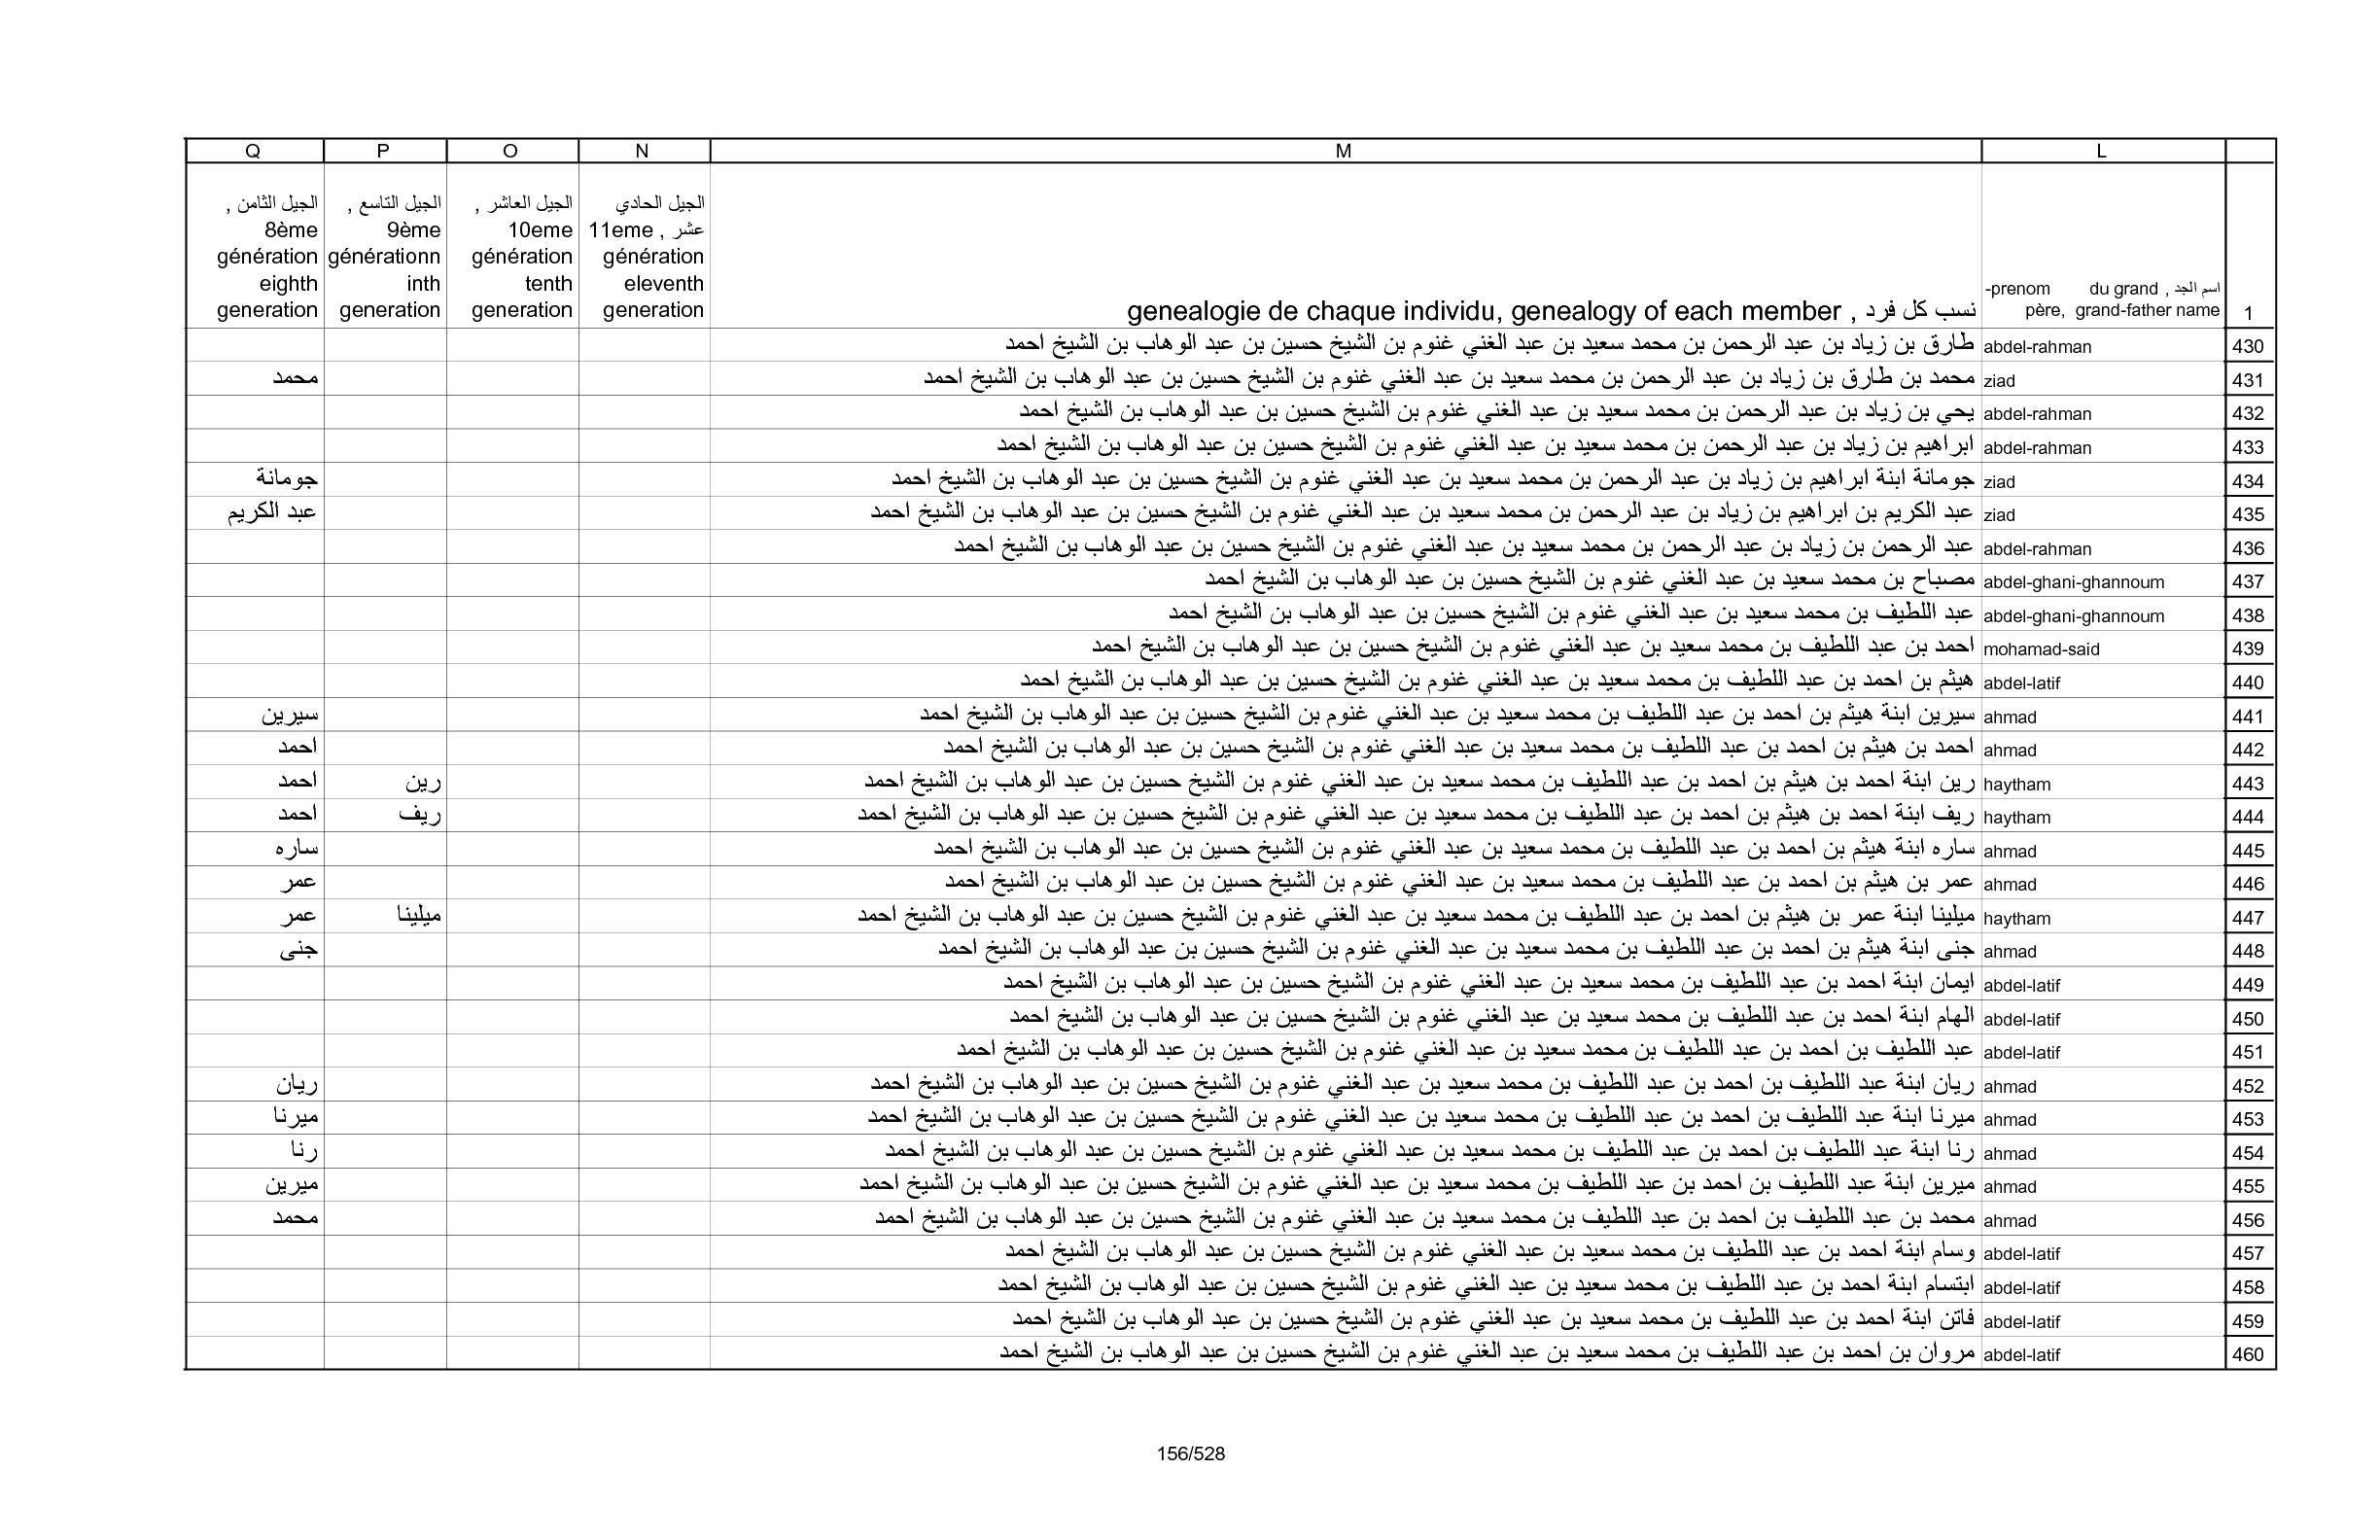 L M N O P Q
1 اسم الجد , prenom- du grand père, grand-father name | نسب كل فرد , genealogie de chaque individu, genealogy of each member | الجيل الحادي عشر , 11eme génération eleventh generation | الجيل العاشر , 10eme génération tenth generation | الجيل التاسع , 9ème générationn inth generation | الجيل الثامن , 8ème génération eighth generation
430 abdel-rahman طارق بن زياد بن عبد الرحمن بن محمد سعيد بن عبد الغني غنوم بن الشيخ حسين بن عبد الوهاب بن الشيخ احمد
431 ziad محمد بن طارق بن زياد بن عبد الرحمن بن محمد سعيد بن عبد الغني غنوم بن الشيخ حسين بن عبد الوهاب بن الشيخ احمد محمد
432 abdel-rahman يحي بن زياد بن عبد الرحمن بن محمد سعيد بن عبد الغني غنوم بن الشيخ حسين بن عبد الوهاب بن الشيخ احمد
433 abdel-rahman ابراهيم بن زياد بن عبد الرحمن بن محمد سعيد بن عبد الغني غنوم بن الشيخ حسين بن عبد الوهاب بن الشيخ احمد
434 ziad جومانة ابنة ابراهيم بن زياد بن عبد الرحمن بن محمد سعيد بن عبد الغني غنوم بن الشيخ حسين بن عبد الوهاب بن الشيخ احمد جومانة
435 ziad عبد الكريم بن ابراهيم بن زياد بن عبد الرحمن بن محمد سعيد بن عبد الغني غنوم بن الشيخ حسين بن عبد الوهاب بن الشيخ احمد عبد الكريم
436 abdel-rahman عبد الرحمن بن زياد بن عبد الرحمن بن محمد سعيد بن عبد الغني غنوم بن الشيخ حسين بن عبد الوهاب بن الشيخ احمد
437 abdel-ghani-ghannoum مصباح بن محمد سعيد بن عبد الغني غنوم بن الشيخ حسين بن عبد الوهاب بن الشيخ احمد
438 abdel-ghani-ghannoum عبد اللطيف بن محمد سعيد بن عبد الغني غنوم بن الشيخ حسين بن عبد الوهاب بن الشيخ احمد
439 mohamad-said احمد بن عبد اللطيف بن محمد سعيد بن عبد الغني غنوم بن الشيخ حسين بن عبد الوهاب بن الشيخ احمد
440 abdel-latif هيثم بن احمد بن عبد اللطيف بن محمد سعيد بن عبد الغني غنوم بن الشيخ حسين بن عبد الوهاب بن الشيخ احمد
441 ahmad سيرين ابنة هيثم بن احمد بن عبد اللطيف بن محمد سعيد بن عبد الغني غنوم بن الشيخ حسين بن عبد الوهاب بن الشيخ احمد سيرين
442 ahmad احمد بن هيثم بن احمد بن عبد اللطيف بن محمد سعيد بن عبد الغني غنوم بن الشيخ حسين بن عبد الوهاب بن الشيخ احمد احمد
443 haytham رين ابنة احمد بن هيثم بن احمد بن عبد اللطيف بن محمد سعيد بن عبد الغني غنوم بن الشيخ حسين بن عبد الوهاب بن الشيخ احمد رين احمد
444 haytham ريف ابنة احمد بن هيثم بن احمد بن عبد اللطيف بن محمد سعيد بن عبد الغني غنوم بن الشيخ حسين بن عبد الوهاب بن الشيخ احمد ريف احمد
445 ahmad ساره ابنة هيثم بن احمد بن عبد اللطيف بن محمد سعيد بن عبد الغني غنوم بن الشيخ حسين بن عبد الوهاب بن الشيخ احمد ساره
446 ahmad عمر بن هيثم بن احمد بن عبد اللطيف بن محمد سعيد بن عبد الغني غنوم بن الشيخ حسين بن عبد الوهاب بن الشيخ احمد عمر
447 haytham ميلينا ابنة عمر بن هيثم بن احمد بن عبد اللطيف بن محمد سعيد بن عبد الغني غنوم بن الشيخ حسين بن عبد الوهاب بن الشيخ احمد ميلينا عمر
448 ahmad جنى ابنة هيثم بن احمد بن عبد اللطيف بن محمد سعيد بن عبد الغني غنوم بن الشيخ حسين بن عبد الوهاب بن الشيخ احمد جنى
449 abdel-latif ايمان ابنة احمد بن عبد اللطيف بن محمد سعيد بن عبد الغني غنوم بن الشيخ حسين بن عبد الوهاب بن الشيخ احمد
450 abdel-latif الهام ابنة احمد بن عبد اللطيف بن محمد سعيد بن عبد الغني غنوم بن الشيخ حسين بن عبد الوهاب بن الشيخ احمد
451 abdel-latif عبد اللطيف بن احمد بن عبد اللطيف بن محمد سعيد بن عبد الغني غنوم بن الشيخ حسين بن عبد الوهاب بن الشيخ احمد
452 ahmad ريان ابنة عبد اللطيف بن احمد بن عبد اللطيف بن محمد سعيد بن عبد الغني غنوم بن الشيخ حسين بن عبد الوهاب بن الشيخ احمد ريان
453 ahmad ميرنا ابنة عبد اللطيف بن احمد بن عبد اللطيف بن محمد سعيد بن عبد الغني غنوم بن الشيخ حسين بن عبد الوهاب بن الشيخ احمد ميرنا
454 ahmad رنا ابنة عبد اللطيف بن احمد بن عبد اللطيف بن محمد سعيد بن عبد الغني غنوم بن الشيخ حسين بن عبد الوهاب بن الشيخ احمد رنا
455 ahmad ميرين ابنة عبد اللطيف بن احمد بن عبد اللطيف بن محمد سعيد بن عبد الغني غنوم بن الشيخ حسين بن عبد الوهاب بن الشيخ احمد ميرين
456 ahmad محمد بن عبد اللطيف بن احمد بن عبد اللطيف بن محمد سعيد بن عبد الغني غنوم بن الشيخ حسين بن عبد الوهاب بن الشيخ احمد محمد
457 abdel-latif وسام ابنة احمد بن عبد اللطيف بن محمد سعيد بن عبد الغني غنوم بن الشيخ حسين بن عبد الوهاب بن الشيخ احمد
458 abdel-latif ابتسام ابنة احمد بن عبد اللطيف بن محمد سعيد بن عبد الغني غنوم بن الشيخ حسين بن عبد الوهاب بن الشيخ احمد
459 abdel-latif فاتن ابنة احمد بن عبد اللطيف بن محمد سعيد بن عبد الغني غنوم بن الشيخ حسين بن عبد الوهاب بن الشيخ احمد
460 abdel-latif مروان بن احمد بن عبد اللطيف بن محمد سعيد بن عبد الغني غنوم بن الشيخ حسين بن عبد الوهاب بن الشيخ احمد
156/528